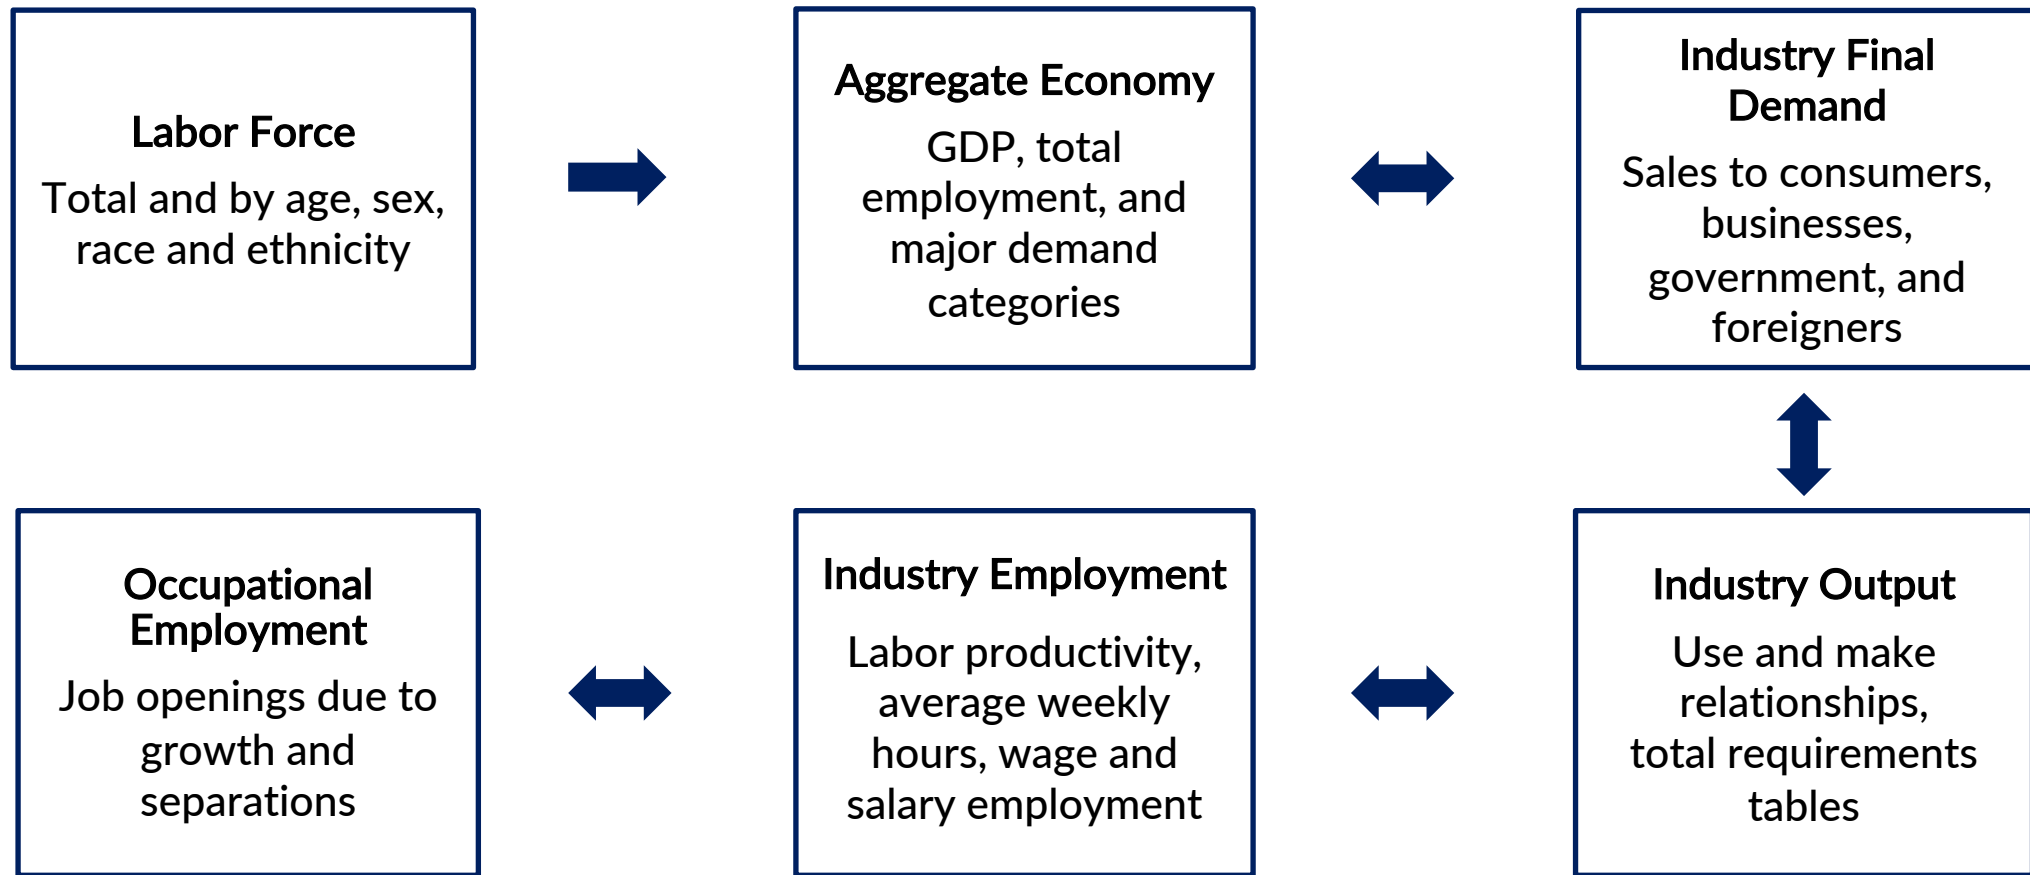 Labor Force
Total and by age, sex,
race and ethnicity
Aggregate Economy
GDP, total
employment, and
major demand
categories
Industry Final
Demand
Sales to consumers,
businesses,
government, and
foreigners
Occupational
Employment
Job openings due to
growth and
separations
Industry Employment
Labor productivity,
average weekly
hours, wage and
salary employment
Industry Output
Use and make
relationships,
total requirements
tables